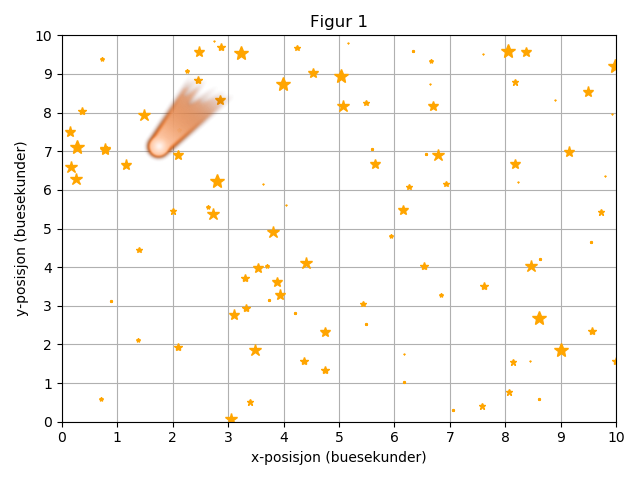 Figur 1
10
9
8
7
6
5
4
3
2
1
0
y-posisjon (buesekunder)
0 1 2 3 4 5 6 7 8 9 10
x-posisjon (buesekunder)